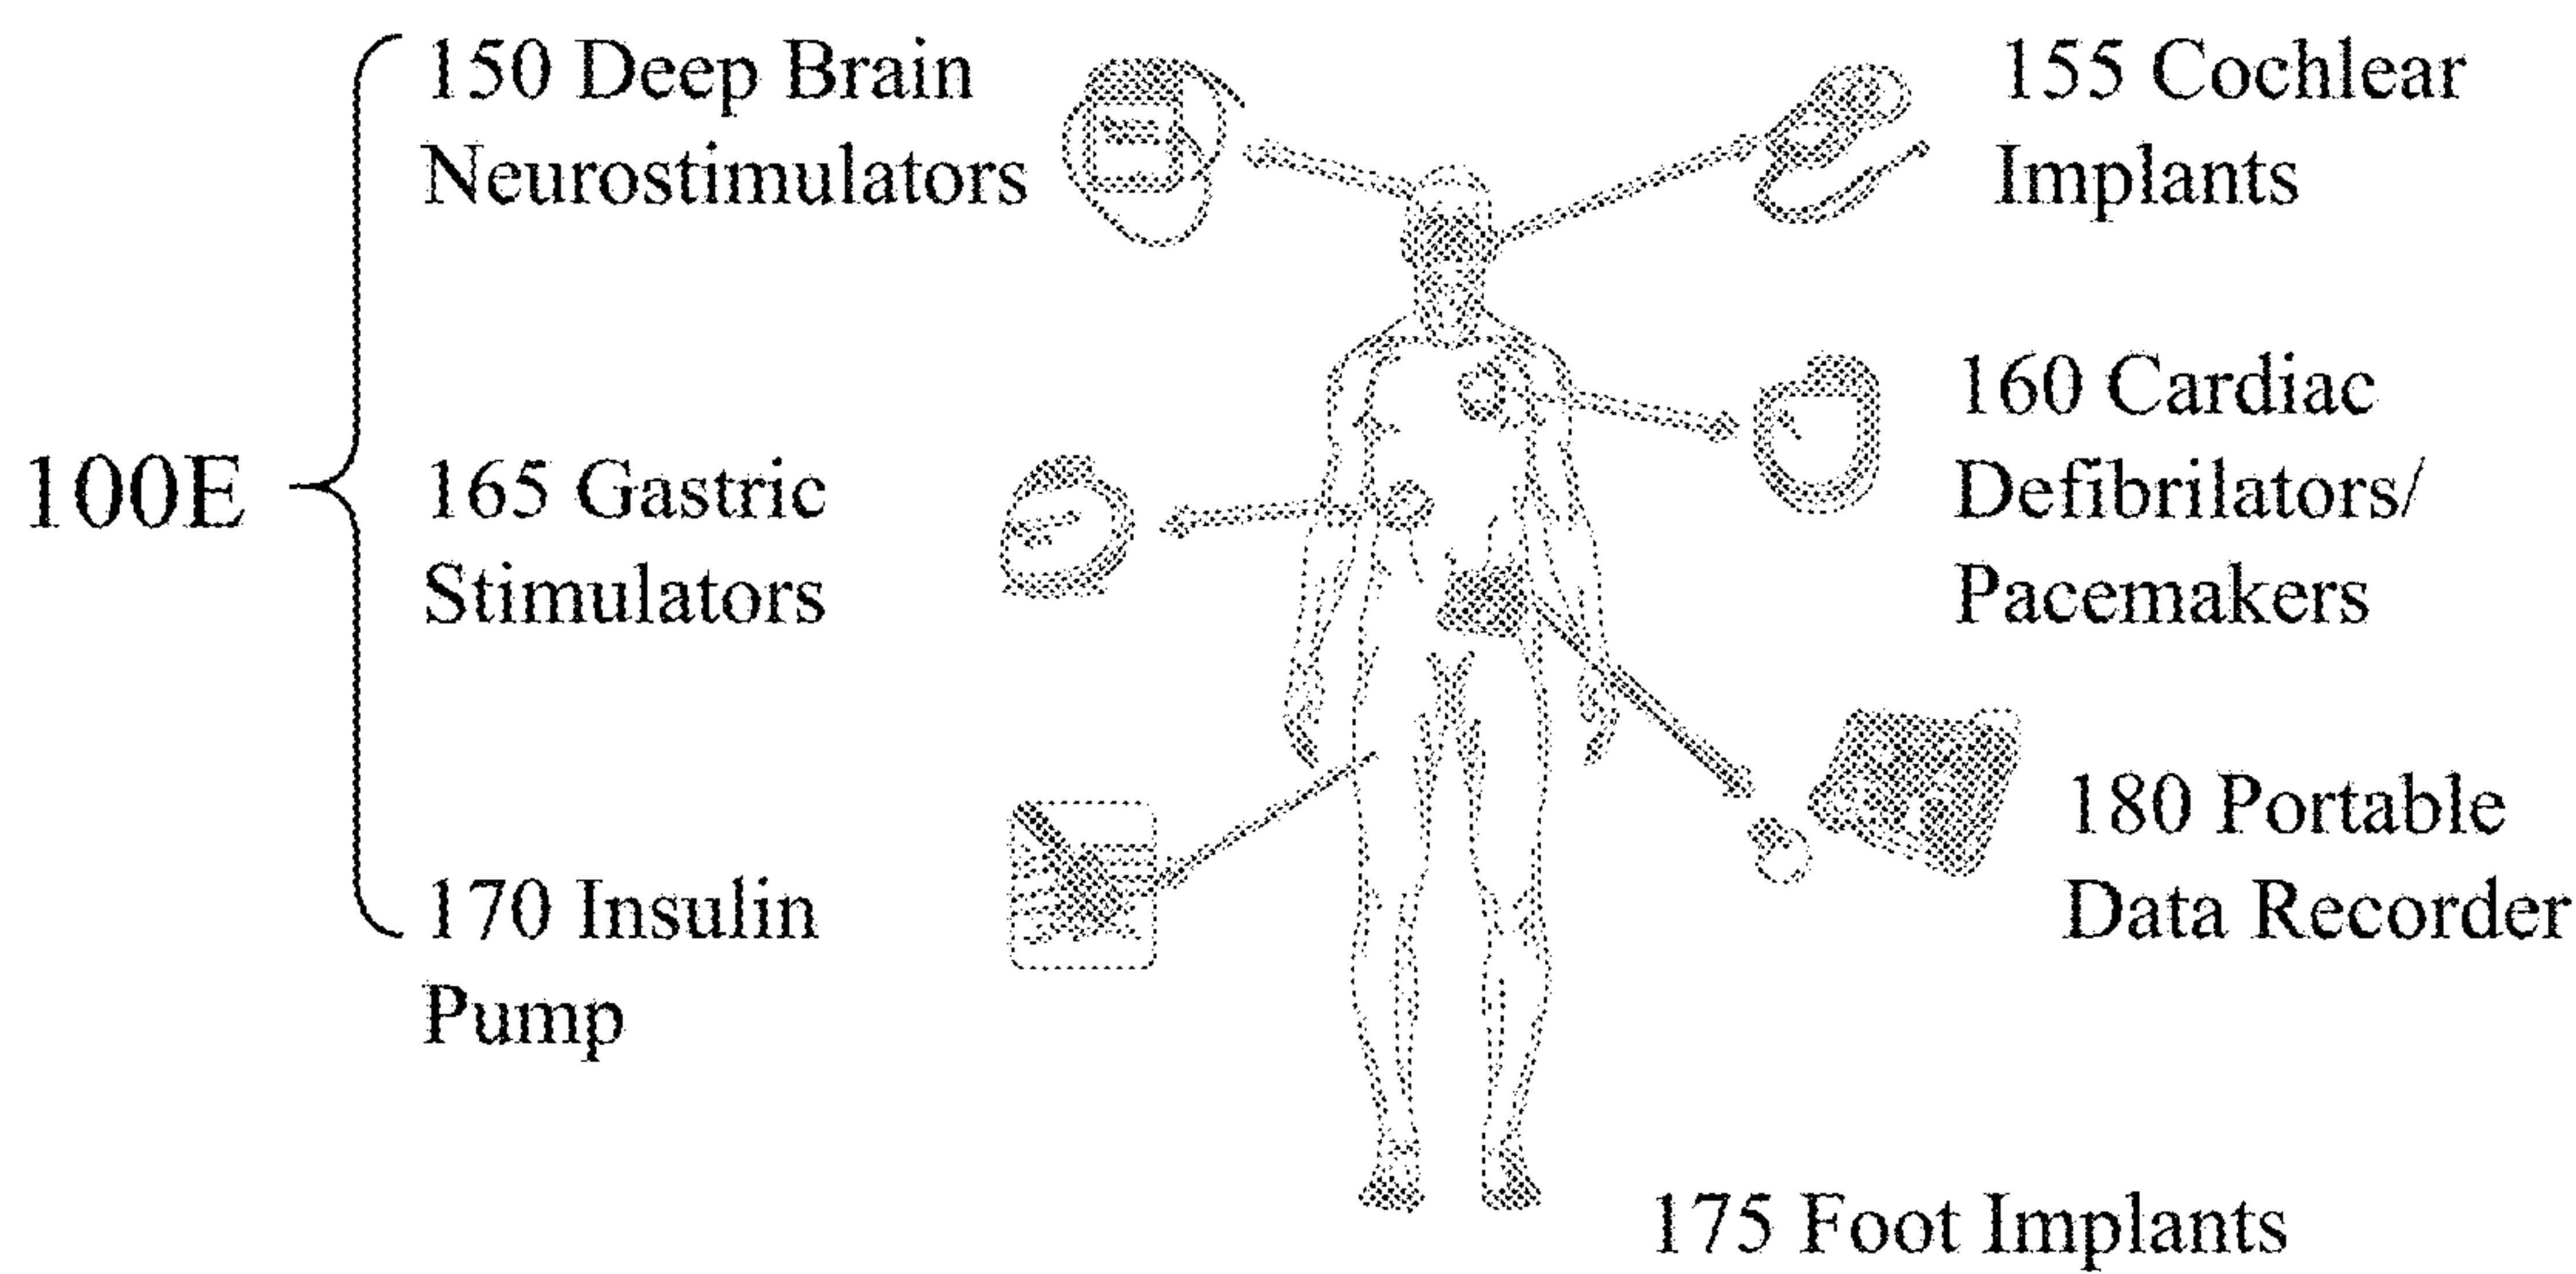 150 Deep Brain
Neurostimulators
155 Cochlear
Implants
100E
165 Gastric
Stimulators
160 Cardiac
Defibrilators/
Pacemakers
170 Insulin
Pump
180 Portable
Data Recorder
175 Foot Implants